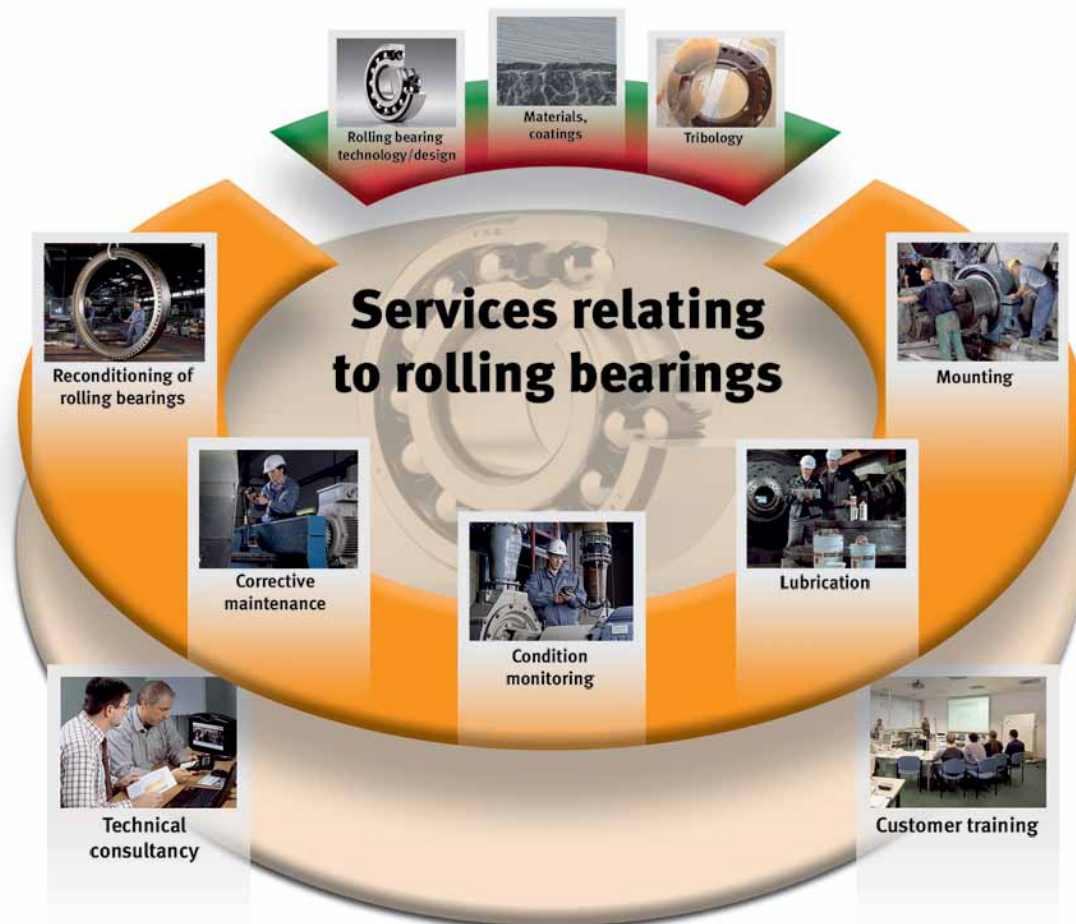 Rolling bearing
technology/design
Materials,
coatings
Tribology
Services relating
to rolling bearings
Reconditioning of
rolling bearings
Mounting
Corrective
maintenance
Lubrication
Condition
monitoring
Technical
consultancy
Customer training